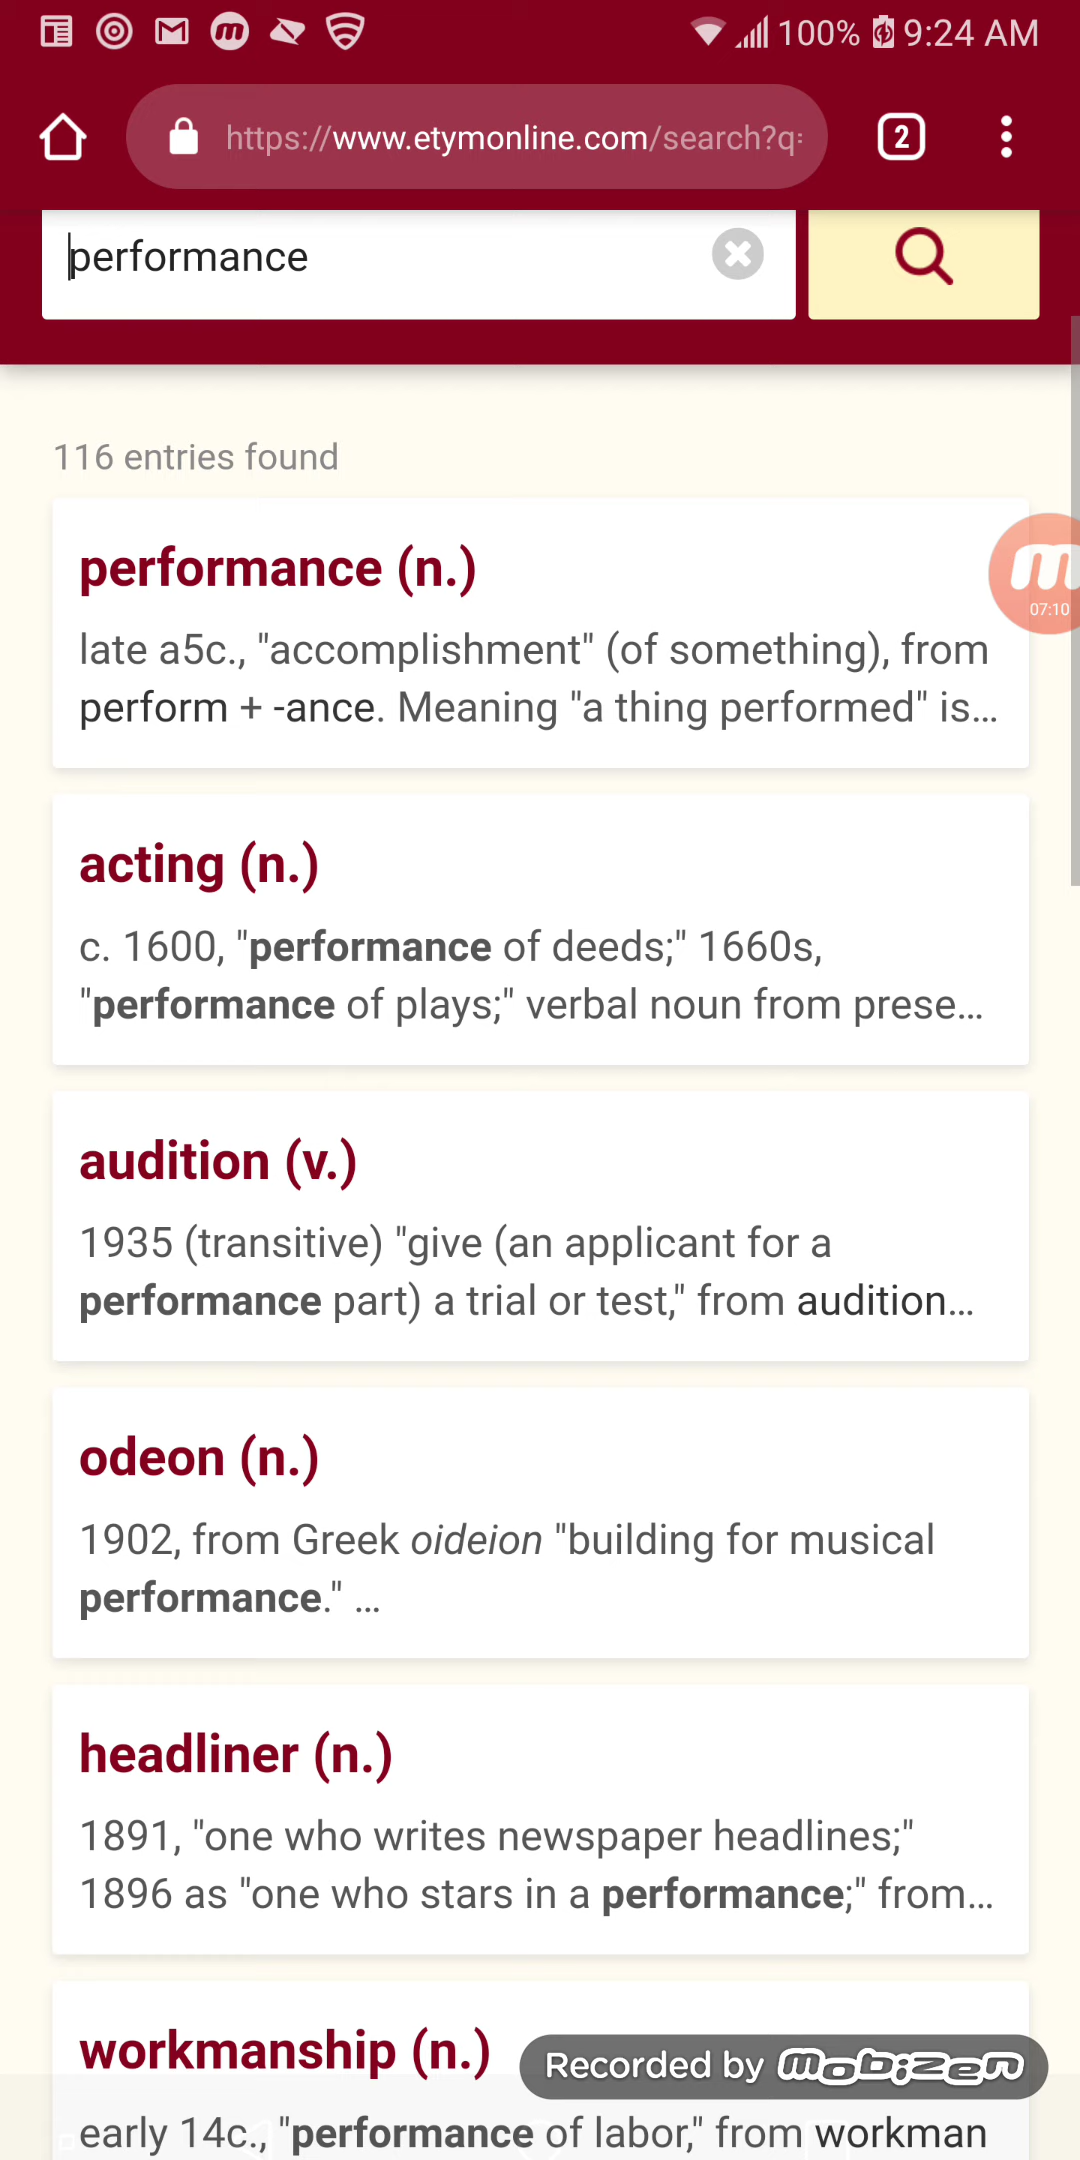 100% 9:24 AM
https://www.etymonline.com/search?q=
2
performance
116 entries found
performance (n.)
07:10
late a5c., "accomplishment" (of something), from
perform + -ance. Meaning "a thing performed" is...
acting (n.)
c. 1600, "performance of deeds;" 1660s,
"performance of plays;" verbal noun from prese...
audition (v.)
1935 (transitive) "give (an applicant for a
performance part) a trial or test," from audition...
odeon (n.)
1902, from Greek oideion "building for musical
performance." ...
headliner (n.)
1891, "one who writes newspaper headlines;"
1896 as "one who stars in a performance;" from...
workmanship (n.)
Recorded by mobizen
early 14c., "performance of labor," from workman